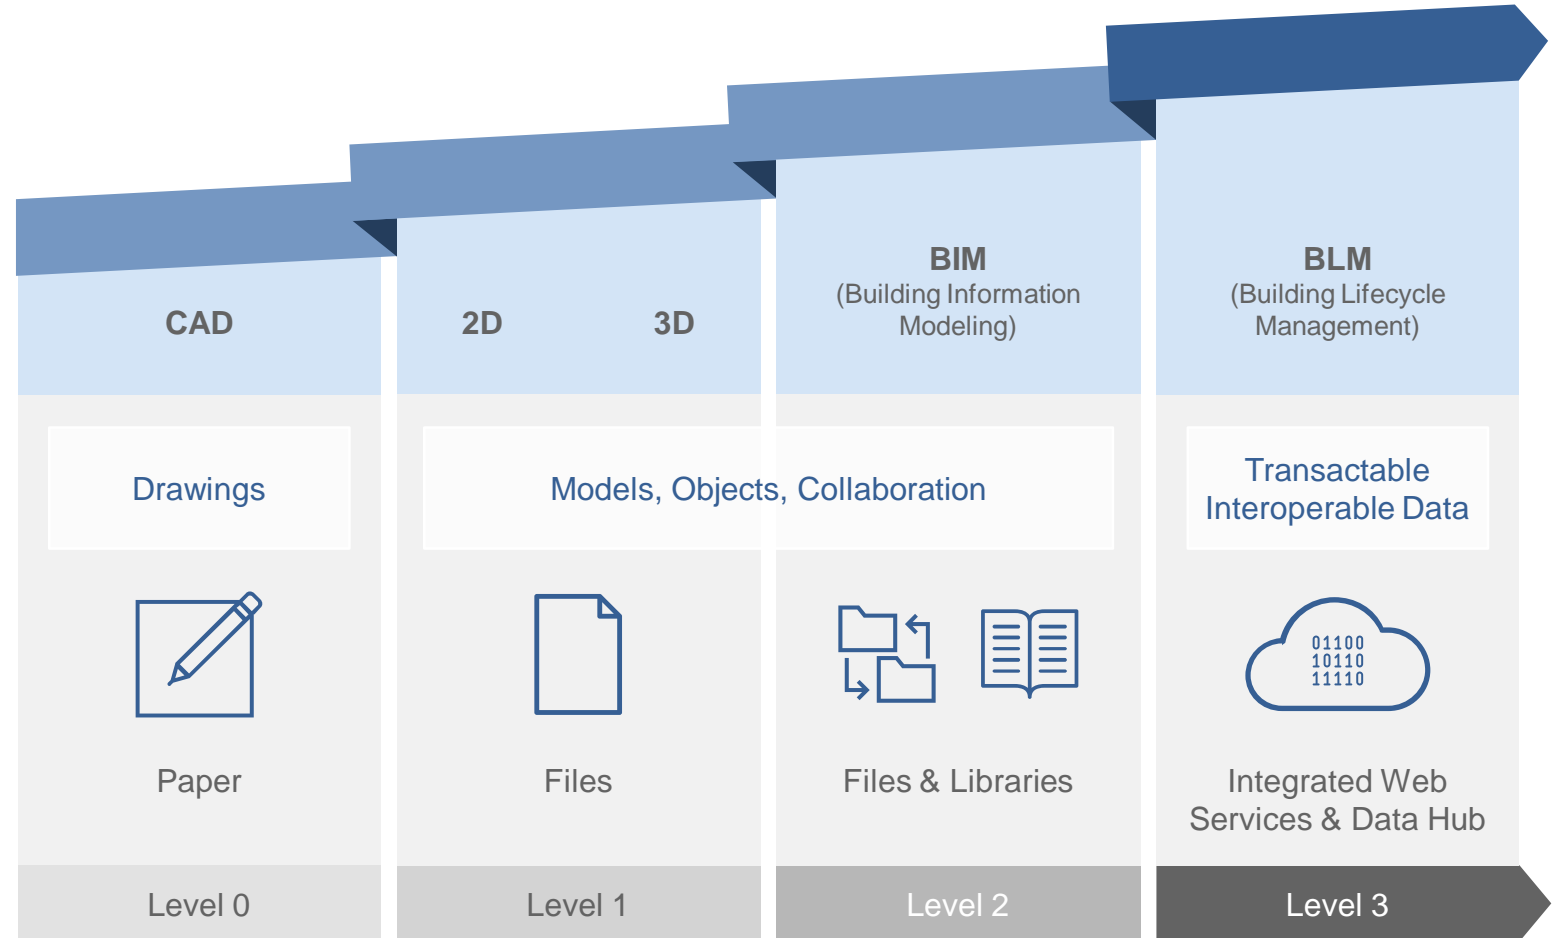 BIM
(Building Information
Modeling)
BLM
(Building Lifecycle
Management)
CAD
2D
3D
Drawings
Models, Objects, Collaboration
Transactable
Interoperable Data
01100
10110
11110
Paper
Files
Files & Libraries
Integrated Web
Services & Data Hub
Level 0
Level 1
Level 2
Level 3